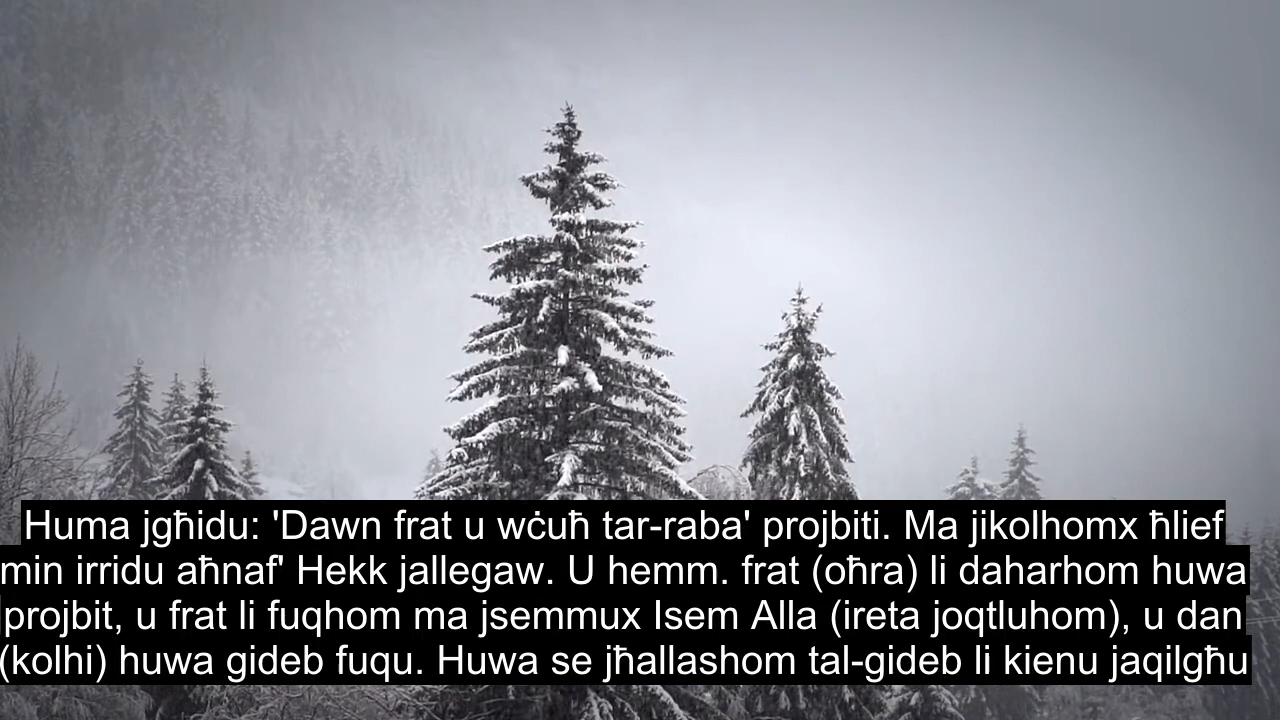 Huma jgħidu: 'Dawn frat u wċuħ tar-raba' projbiti. Ma jikolhomx ħlief
min irridu aħnaf' Hekk jallegaw. U hemm. frat (oħra) li daharhom huwa
projbit, u frat li fuqhom ma jsemmux Isem Alla (ireta joqtluhom), u dan
(kolhi) huwa gideb fuqu. Huwa se jħallashom tal-gideb li kienu jaqilgħu